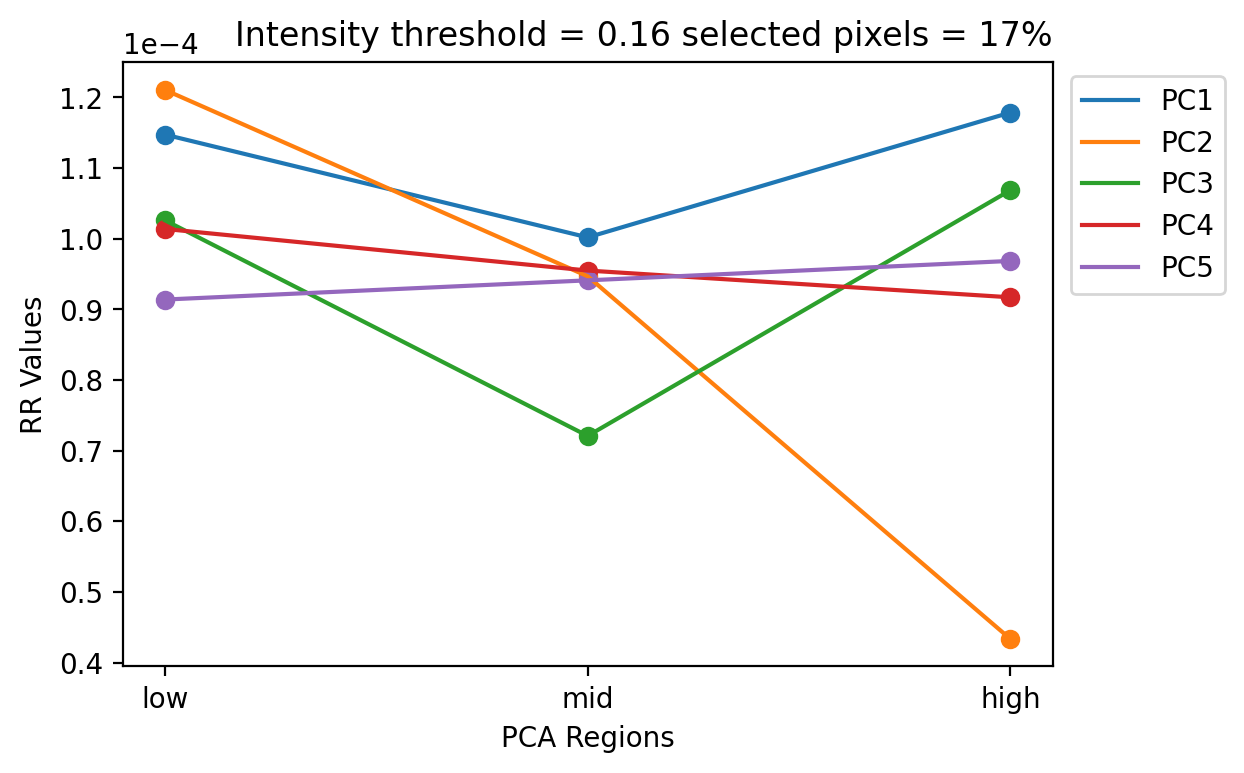 Intensity threshold = 0.16 selected pixels = 17%
1e−4
1.2
1.1
1.0
0.9
0.8
0.7
0.6
0.5
0.4
RR Values
low
mid
high
PCA Regions
PC1
PC2
PC3
PC4
PC5